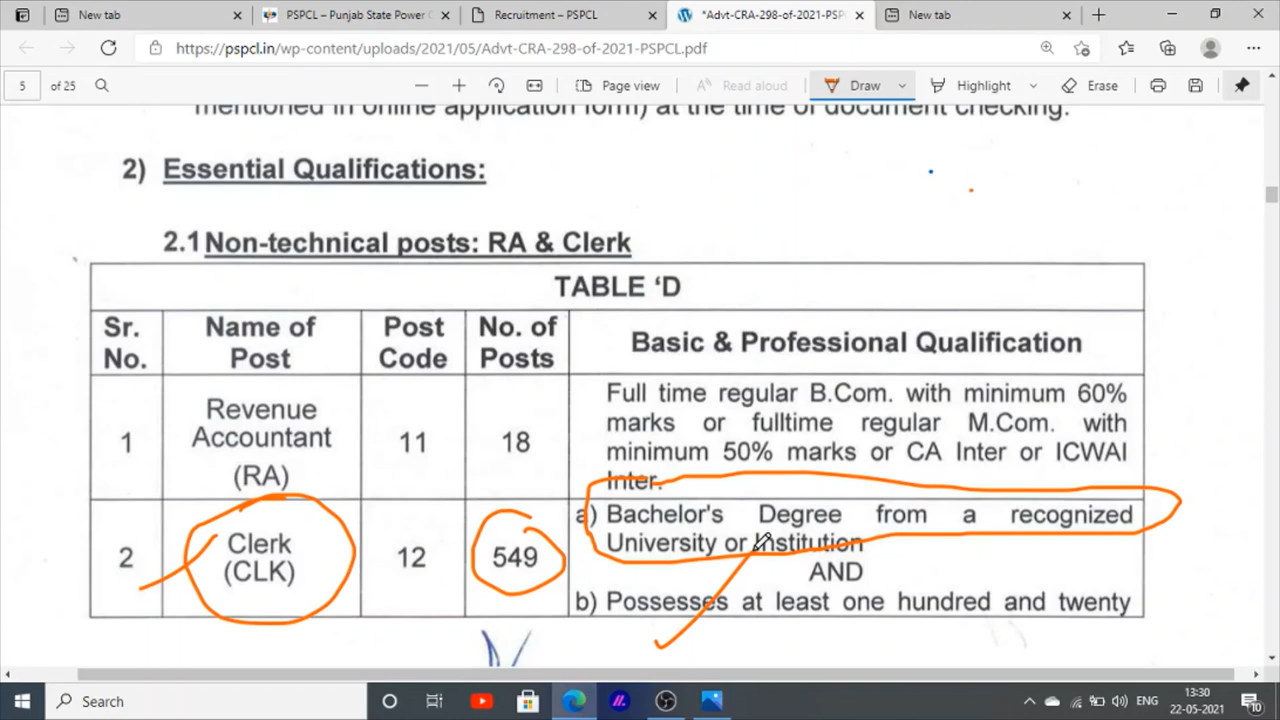 New tab
PSPCL – Punjab State Power C
Recruitment – PSPCL
*Advt-CRA-298-of-2021-PSPC
New tab
https://pspcl.in/wp-content/uploads/2021/05/Advt-CRA-298-of-2021-PSPCL.pdf
5 of 25
Page view
Read aloud
Draw
Highlight
Erase
mentioned in online application form) at the time of document checking.
2) Essential Qualifications:
2.1 Non-technical posts: RA & Clerk
TABLE ‘D
Sr. No.
Name of Post
Post Code
No. of Posts
Basic & Professional Qualification
1
Revenue
Accountant
(RA)
11
18
Full time regular B.Com. with minimum 60%
marks or fulltime regular M.Com. with
minimum 50% marks or CA Inter or ICWAI
Inter.
2
Clerk
(CLK)
12
549
a) Bachelor's Degree from a recognized
University or Institution
AND
b) Possesses at least one hundred and twenty
Search
ENG
13:30
22-05-2021
10